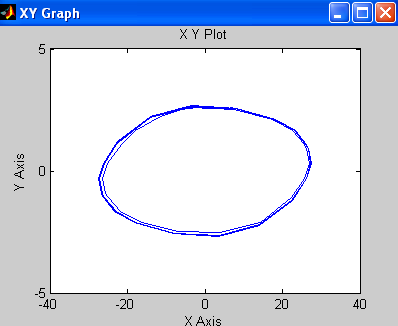 XY Graph
X Y Plot
5
Y Axis
0
-5
-40 -20 0 20 40
X Axis